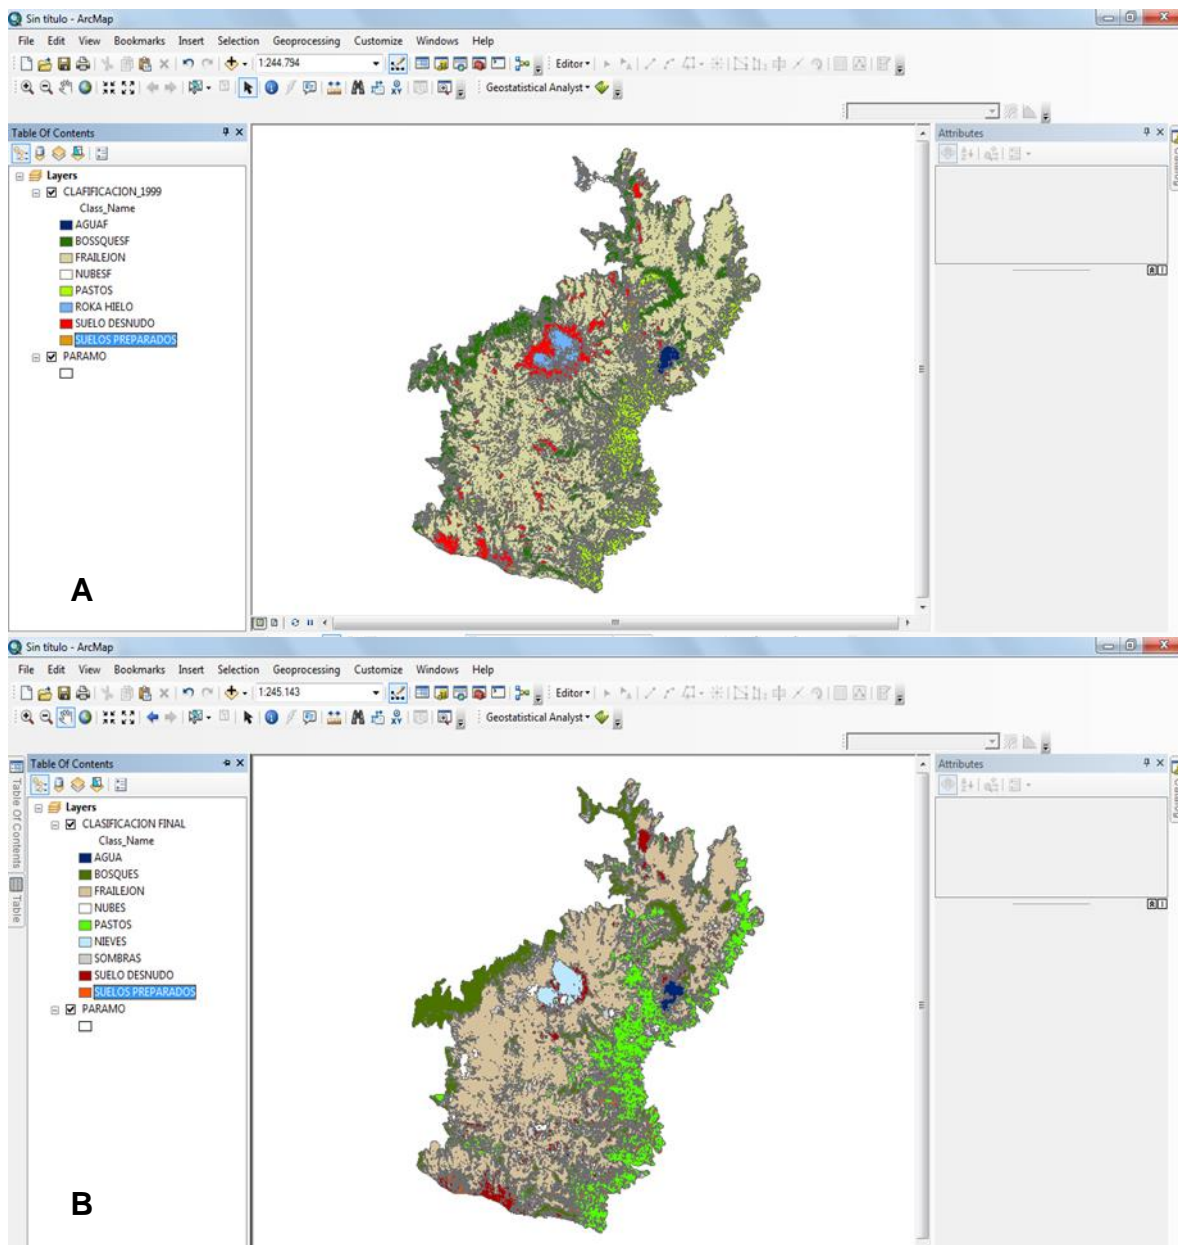 Sin título - ArcMap
File Edit View Bookmarks Insert Selection Geoprocessing Customize Windows Help
1:244.794 Editor
Geostatistical Analyst
Table Of Contents
Attributes
Layers
CLAFIFICACION_1999
Class_Name
AGUAF
BOSSQUESF
FRAILEJON
NUBESF
PASTOS
ROKA HIELO
SUELO DESNUDO
SUELOS PREPARADOS
PARAMO
A
Sin título - ArcMap
File Edit View Bookmarks Insert Selection Geoprocessing Customize Windows Help
1:245.143 Editor
Geostatistical Analyst
Table Of Contents
Table
Table Of Contents
Attributes
Layers
CLASIFICACION FINAL
Class_Name
AGUA
BOSQUES
FRAILEJON
NUBES
PASTOS
NIEVES
SOMBRAS
SUELO DESNUDO
SUELOS PREPARADOS
PARAMO
B